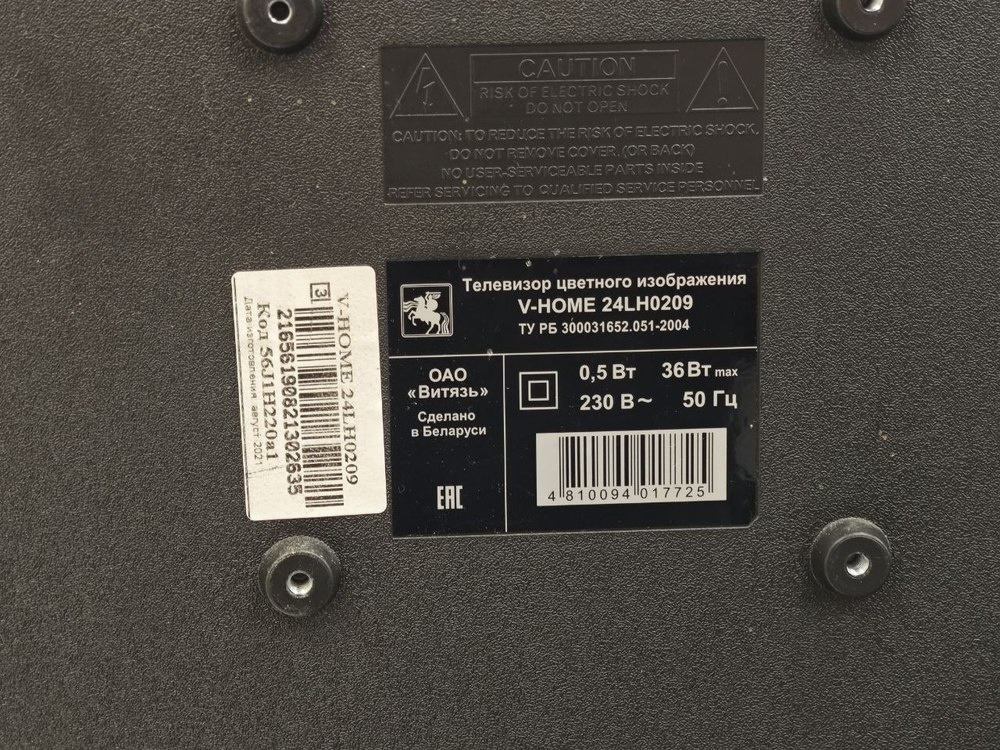 CAUTION
RISK OF ELECTRIC SHOCK
DO NOT OPEN
CAUTION: TO REDUCE THE RISK OF ELECTRIC SHOCK,
DO NOT REMOVE COVER. (OR BACK)
NO USER-SERVICEABLE PARTS INSIDE
REFER SERVICING TO QUALIFIED SERVICE PERSONNEL
Телевизор цветного изображения
V-HOME 24LH0209
ТУ РБ 300031652.051-2004
ОАО
«Витязь»
Сделано
в Беларуси
EAC
0,5 Вт 36 Вт max
230 В~ 50 Гц
4 810094 017725
V-HOME 24LH0209
3
21656190821302635
Код 56J1H220a1
Дата изготовления август 2021